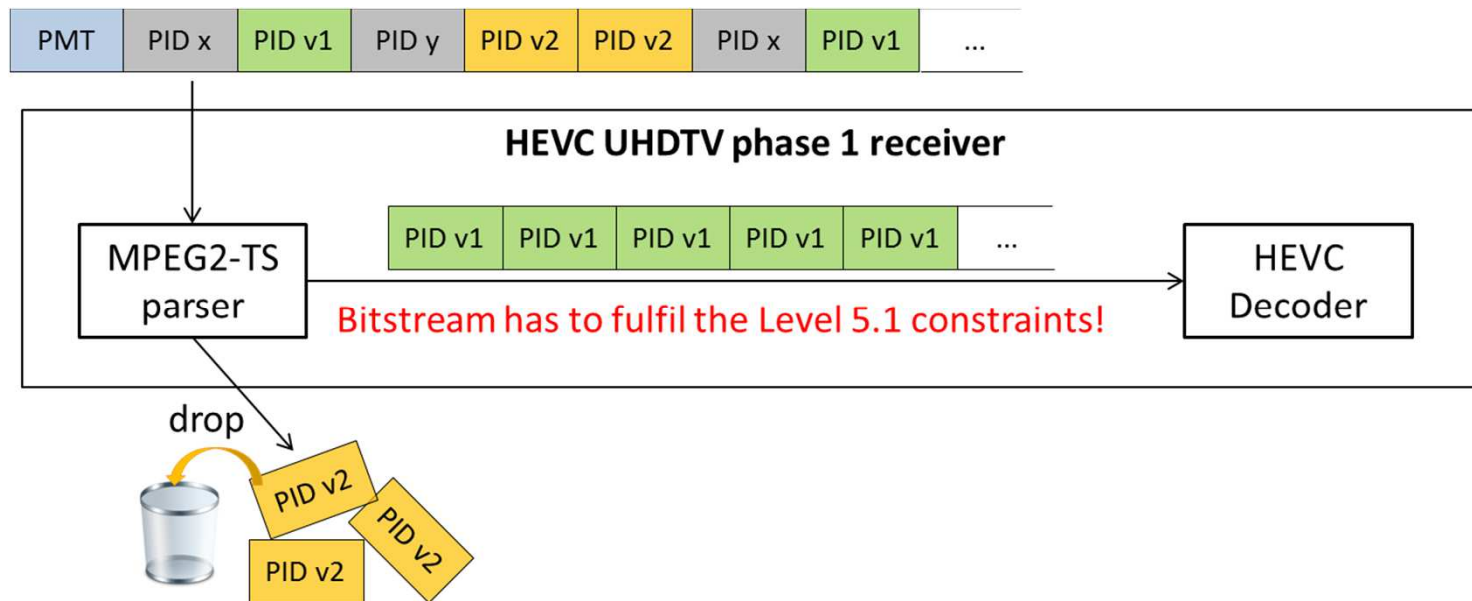 PMT PID x PID v1 PID y PID v2 PID v2 PID x PID v1 ...
HEVC UHDTV phase 1 receiver
PID v1 PID v1 PID v1 PID v1 PID v1 ...
MPEG2-TS
parser
Bitstream has to fulfil the Level 5.1 constraints!
HEVC
Decoder
drop
PID v2
PID v2
PID v2